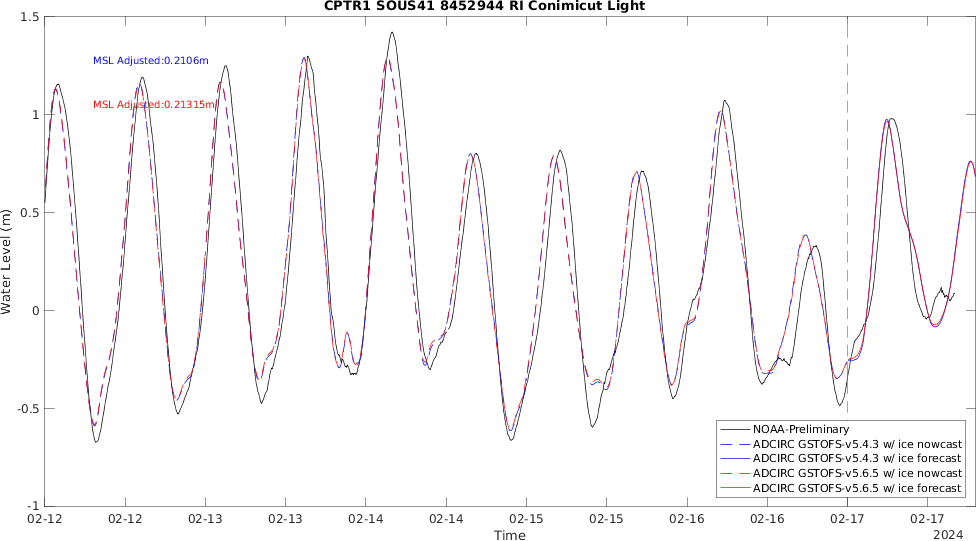 CPTR1 SOUS41 8452944 RI Conimicut Light
1.5
MSL Adjusted:0.2106m
MSL Adjusted:0.21315m
1
0.5
Water Level (m)
0
-0.5
NOAA-Preliminary
ADCIRC GSTOFS-v5.4.3 w/ ice nowcast
ADCIRC GSTOFS-v5.4.3 w/ ice forecast
ADCIRC GSTOFS-v5.6.5 w/ ice nowcast
ADCIRC GSTOFS-v5.6.5 w/ ice forecast
-1
02-12 02-12 02-13 02-13 02-14 02-14 02-15 02-15 02-16 02-16 02-17 02-17
Time
2024